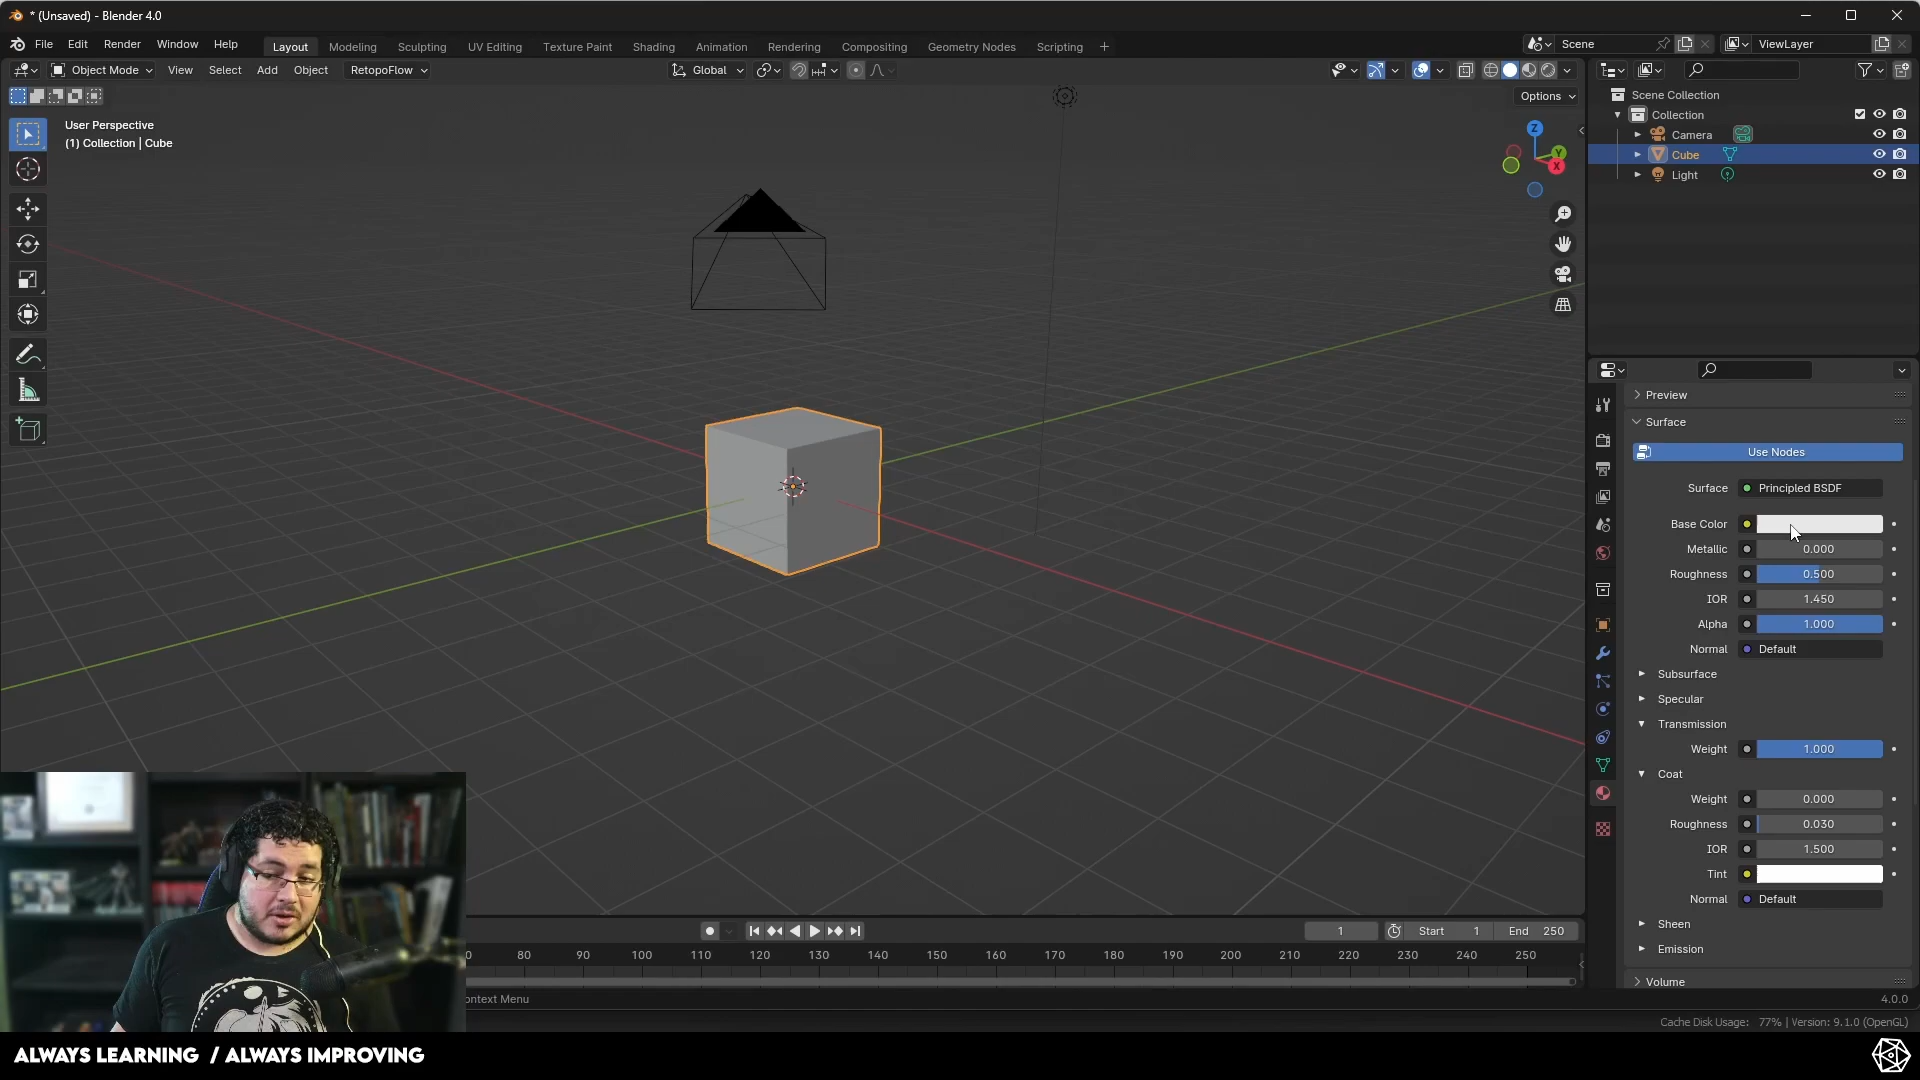 * (Unsaved) - Blender 4.0
File Edit Render Window Help
Layout Modeling Sculpting UV Editing Texture Paint Shading Animation Rendering Compositing Geometry Nodes Scripting +
Scene
ViewLayer
Object Mode View Select Add Object RetopoFlow
Global
Options
User Perspective
(1) Collection | Cube
Z
Y
X
Scene Collection
Collection
Camera
Cube
Light
Preview
Surface
Use Nodes
Surface Principled BSDF
Base Color
Metallic 0.000
Roughness 0.500
IOR 1.450
Alpha 1.000
Normal Default
Subsurface
Specular
Transmission
Weight 1.000
Coat
Weight 0.000
Roughness 0.030
IOR 1.500
Tint
Normal Default
Sheen
Emission
Volume
1 Start 1 End 250
0 80 90 100 110 120 130 140 150 160 170 180 190 200 210 220 230 240 250
ontext Menu
4.0.0
Cache Disk Usage: 77% | Version: 9.1.0 (OpenGL)
ALWAYS LEARNING / ALWAYS IMPROVING